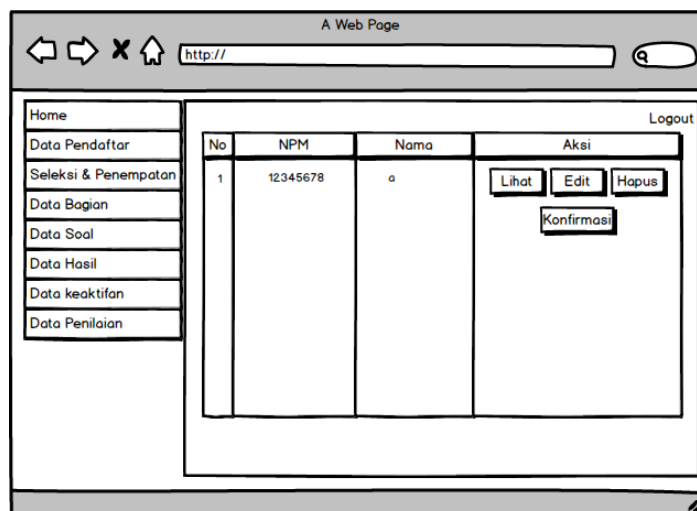 A Web Page
http://
Home
Data Pendaftar
Seleksi & Penempatan
Data Bagian
Data Soal
Data Hasil
Data keaktifan
Data Penilaian
Logout
No NPM Nama Aksi
1 12345678 a Lihat Edit Hapus
Konfirmasi